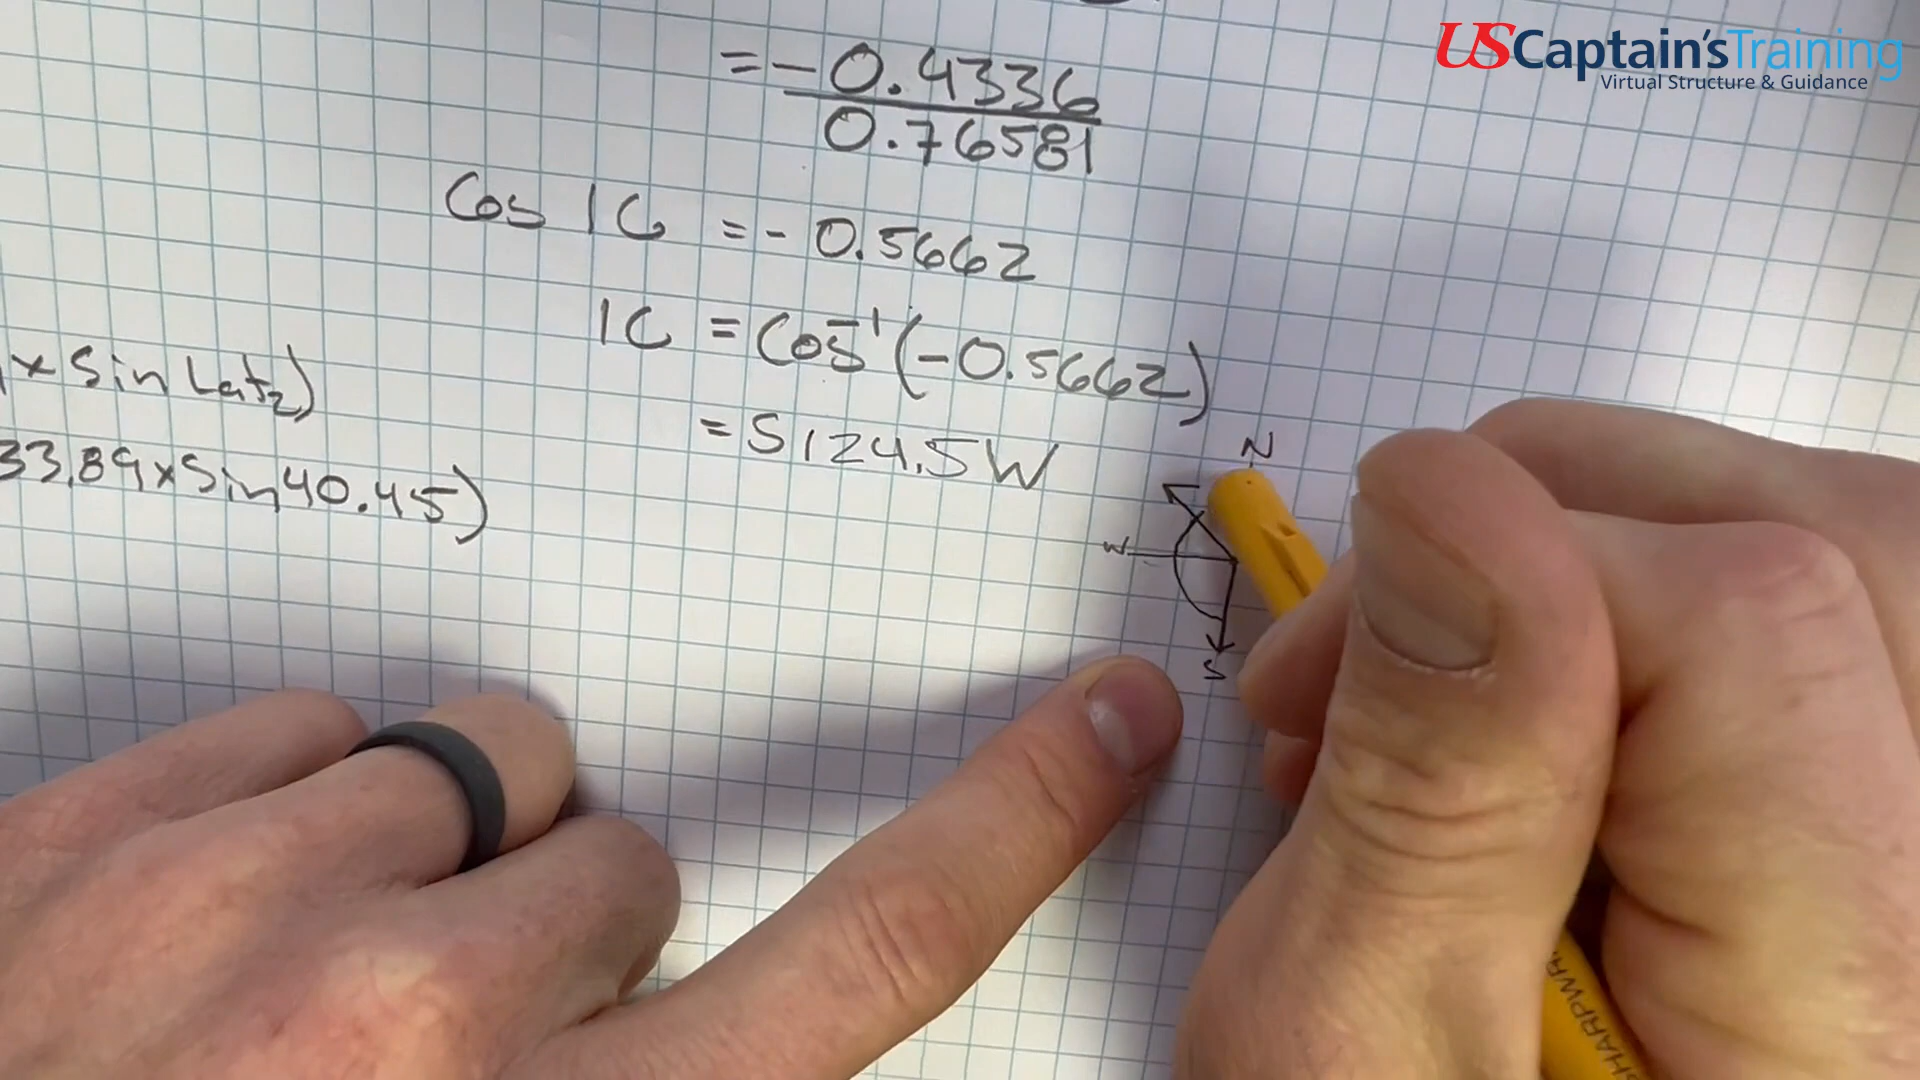 USCaptain'sTraining
Virtual Structure & Guidance
= -0.4336
0.76581
Cos IC = -0.5662
IC = Cos⁻¹(-0.5662)
= S124.5W
x Sin Lat₂)
33.89 x Sin 40.45)
N
W
S